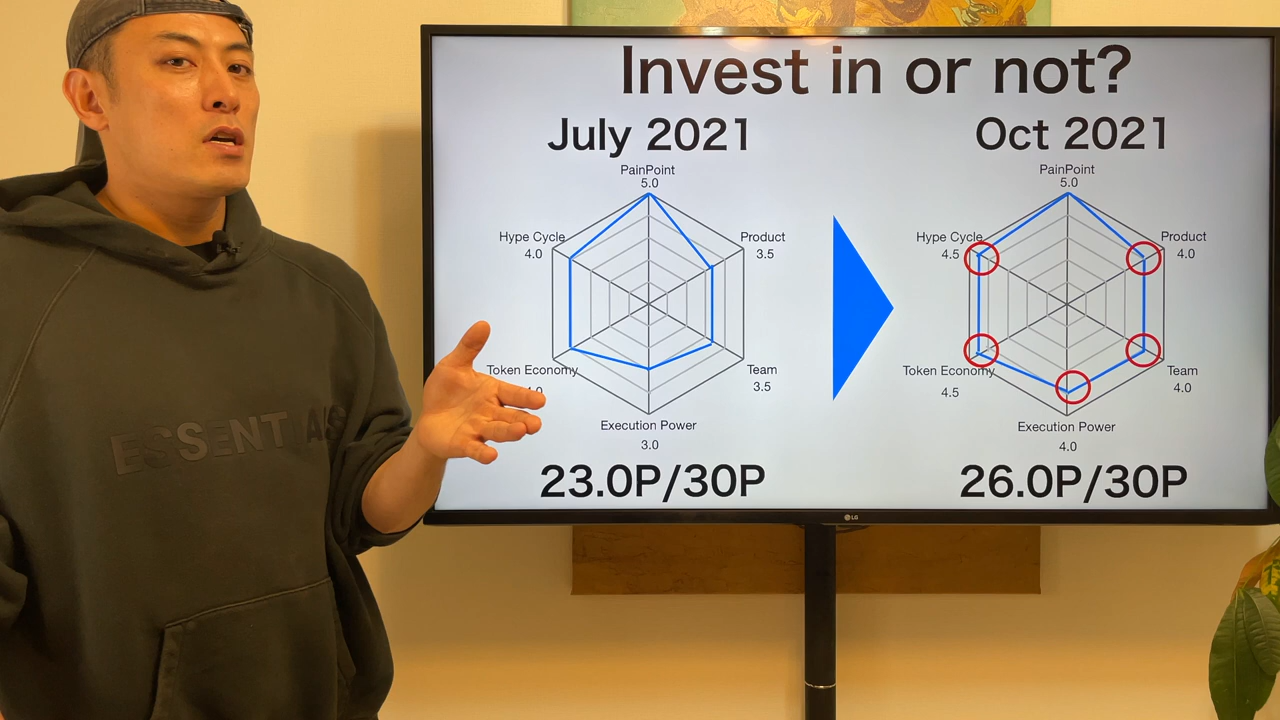 Invest in or not?
July 2021
PainPoint
5.0
Hype Cycle
4.0
Product
3.5
Token Economy
Team
3.5
Execution Power
3.0
23.0P/30P
Oct 2021
PainPoint
5.0
Hype Cycle
4.5
Product
4.0
Token Economy
4.5
Team
4.0
Execution Power
4.0
26.0P/30P
LG
ESSENTIALS